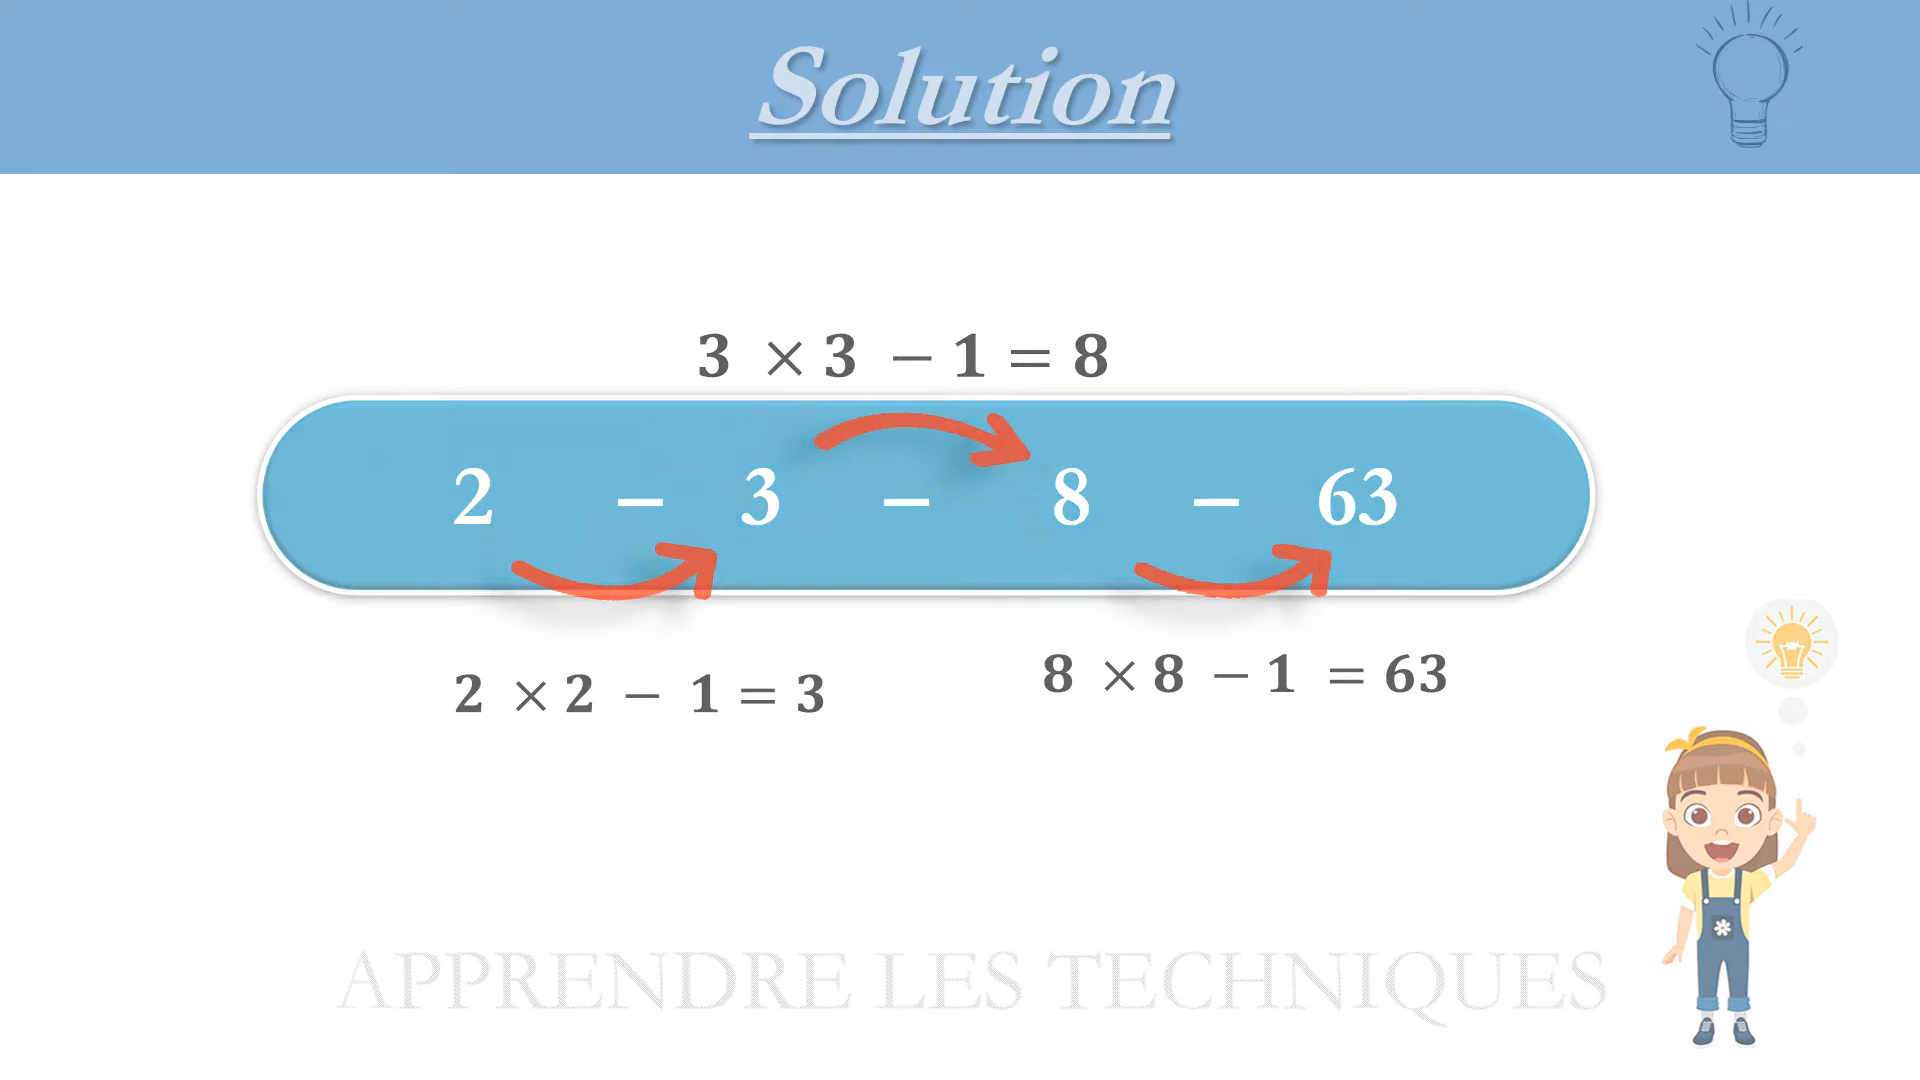 Solution
3 × 3 − 1 = 8
2 – 3 – 8 – 63
2 × 2 − 1 = 3
8 × 8 − 1 = 63
APPRENDRE LES TECHNIQUES